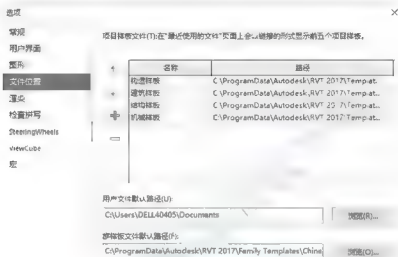 选项
常规
用户界面
图形
文件位置
渲染
检查拼写
SteeringWheels
ViewCube
宏
项目样板文件(T):在"最近使用的文件"页面上会以链接的形式显示前五个项目样板。
名称 路径
构造样板 C:\ProgramData\Autodesk\RVT 2017\Templat...
建筑样板 C:\ProgramData\Autodesk\RVT 2017\Templat...
结构样板 C:\ProgramData\Autodesk\RVT 2017\Templat...
机械样板 C:\ProgramData\Autodesk\RVT 2017\Templat...
用户文件默认路径(U):
C:\Users\DELL40405\Documents 浏览(R)...
族样板文件默认路径(F):
C:\ProgramData\Autodesk\RVT 2017\Family Templates\China 浏览(O)...